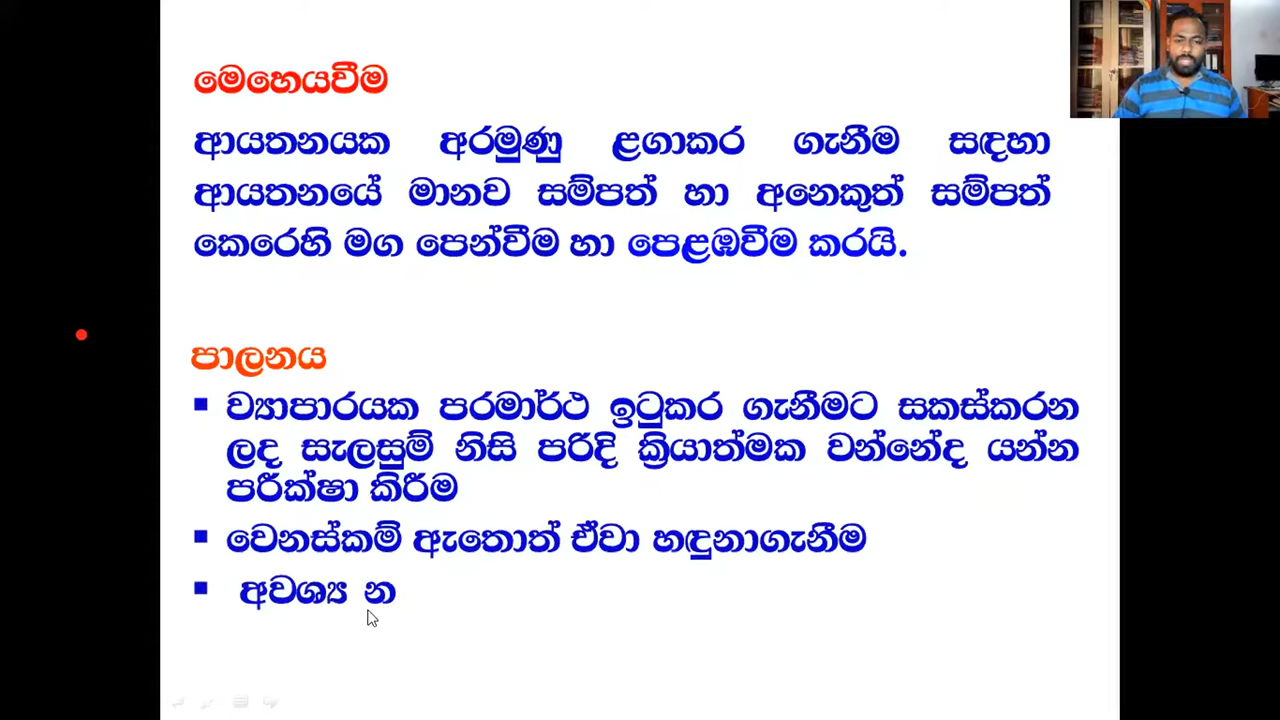 මෙහෙයවීම
ආයතනයක අරමුණු ළගාකර ගැනීම සඳහා
ආයතනයේ මානව සම්පත් හා අනෙකුත් සම්පත්
කෙරෙහි මග පෙන්වීම හා පෙළඹවීම කරයි.
පාලනය
▪ ව්‍යාපාරයක පරමාර්ථ ඉටුකර ගැනීමට සකස්කරන
ලද සැලසුම් නිසි පරිදි ක්‍රියාත්මක වන්නේද යන්න
පරීක්ෂා කිරීම
▪ වෙනස්කම් ඇතොත් ඒවා හඳුනාගැනීම
▪ අවශ්‍ය න